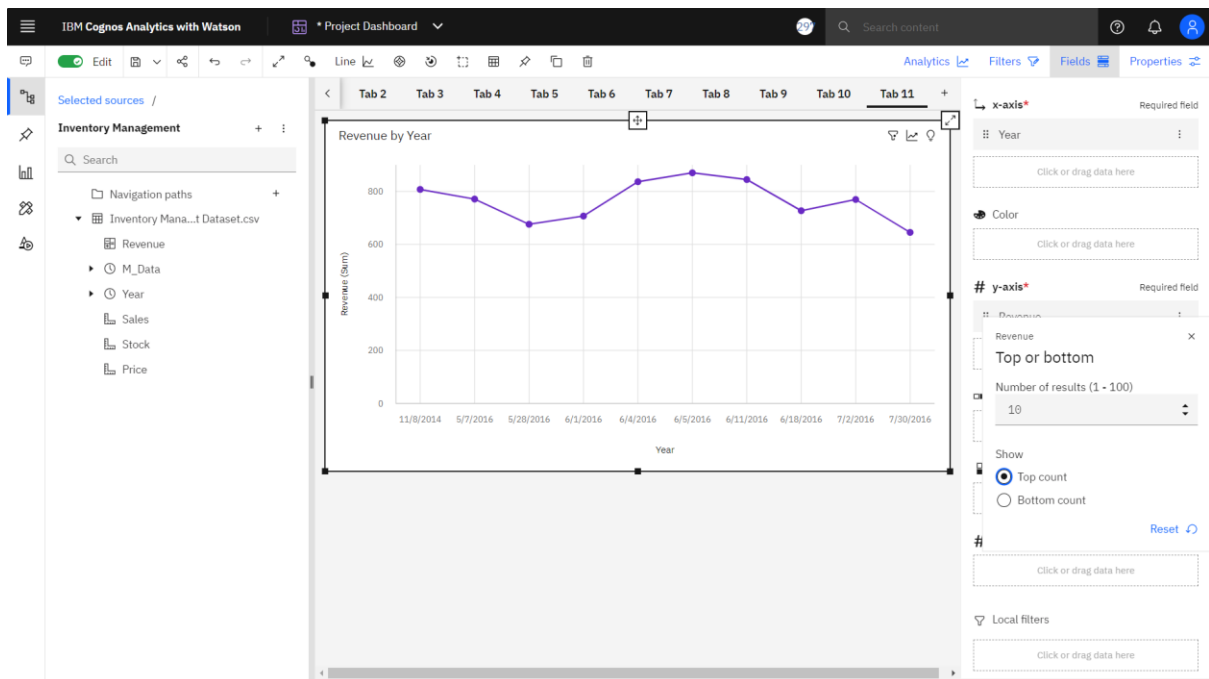 IBM Cognos Analytics with Watson
* Project Dashboard
Search content
Edit
Line
Analytics
Filters
Fields
Properties
Selected sources /
Inventory Management
Search
Navigation paths
Inventory Mana...t Dataset.csv
Revenue
M_Data
Year
Sales
Stock
Price
Tab 2 Tab 3 Tab 4 Tab 5 Tab 6 Tab 7 Tab 8 Tab 9 Tab 10 Tab 11
Revenue by Year
Revenue (Sum)
800
600
400
200
0
11/8/2014 5/7/2016 5/28/2016 6/1/2016 6/4/2016 6/5/2016 6/11/2016 6/18/2016 7/2/2016 7/30/2016
Year
x-axis* Required field
Year
Click or drag data here
Color
Click or drag data here
# y-axis* Required field
Revenue
Top or bottom
Number of results (1 - 100)
10
Show
Top count
Bottom count
Reset
#
Click or drag data here
Local filters
Click or drag data here